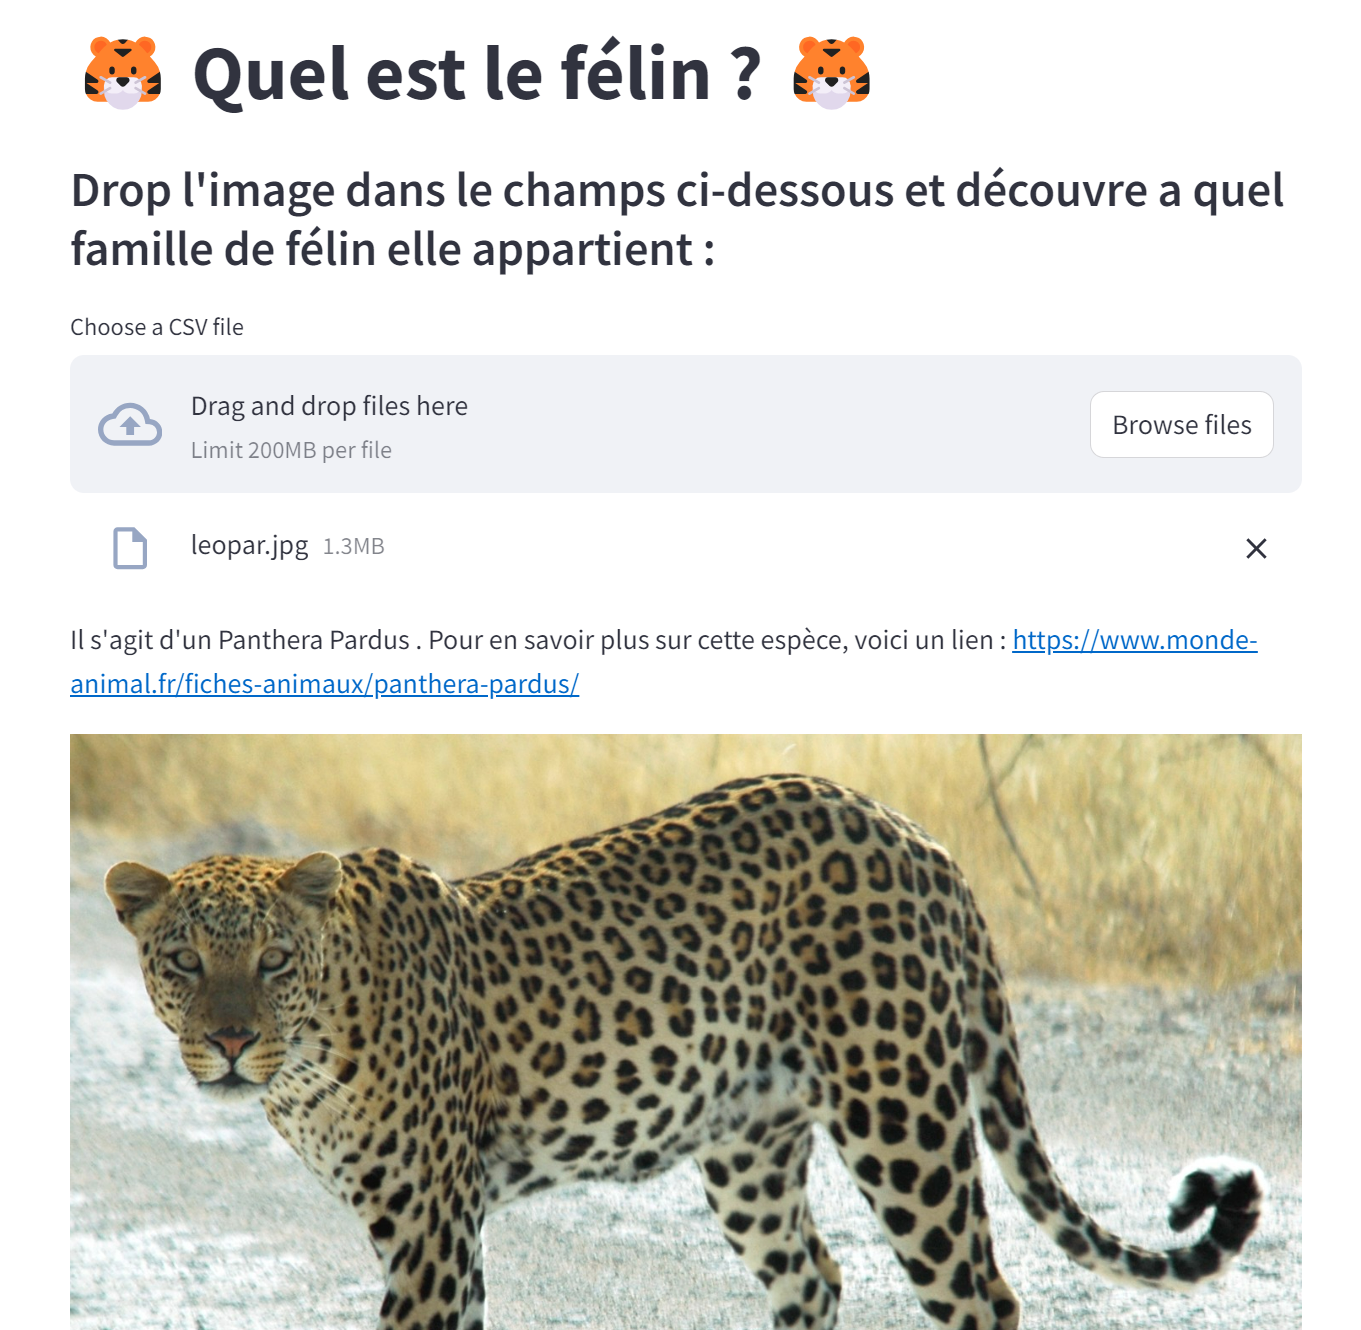 Quel est le félin ?
Drop l'image dans le champs ci-dessous et découvre a quel
famille de félin elle appartient :
Choose a CSV file
Drag and drop files here
Limit 200MB per file
Browse files
leopar.jpg 1.3MB
Il s'agit d'un Panthera Pardus . Pour en savoir plus sur cette espèce, voici un lien : https://www.monde-
animal.fr/fiches-animaux/panthera-pardus/